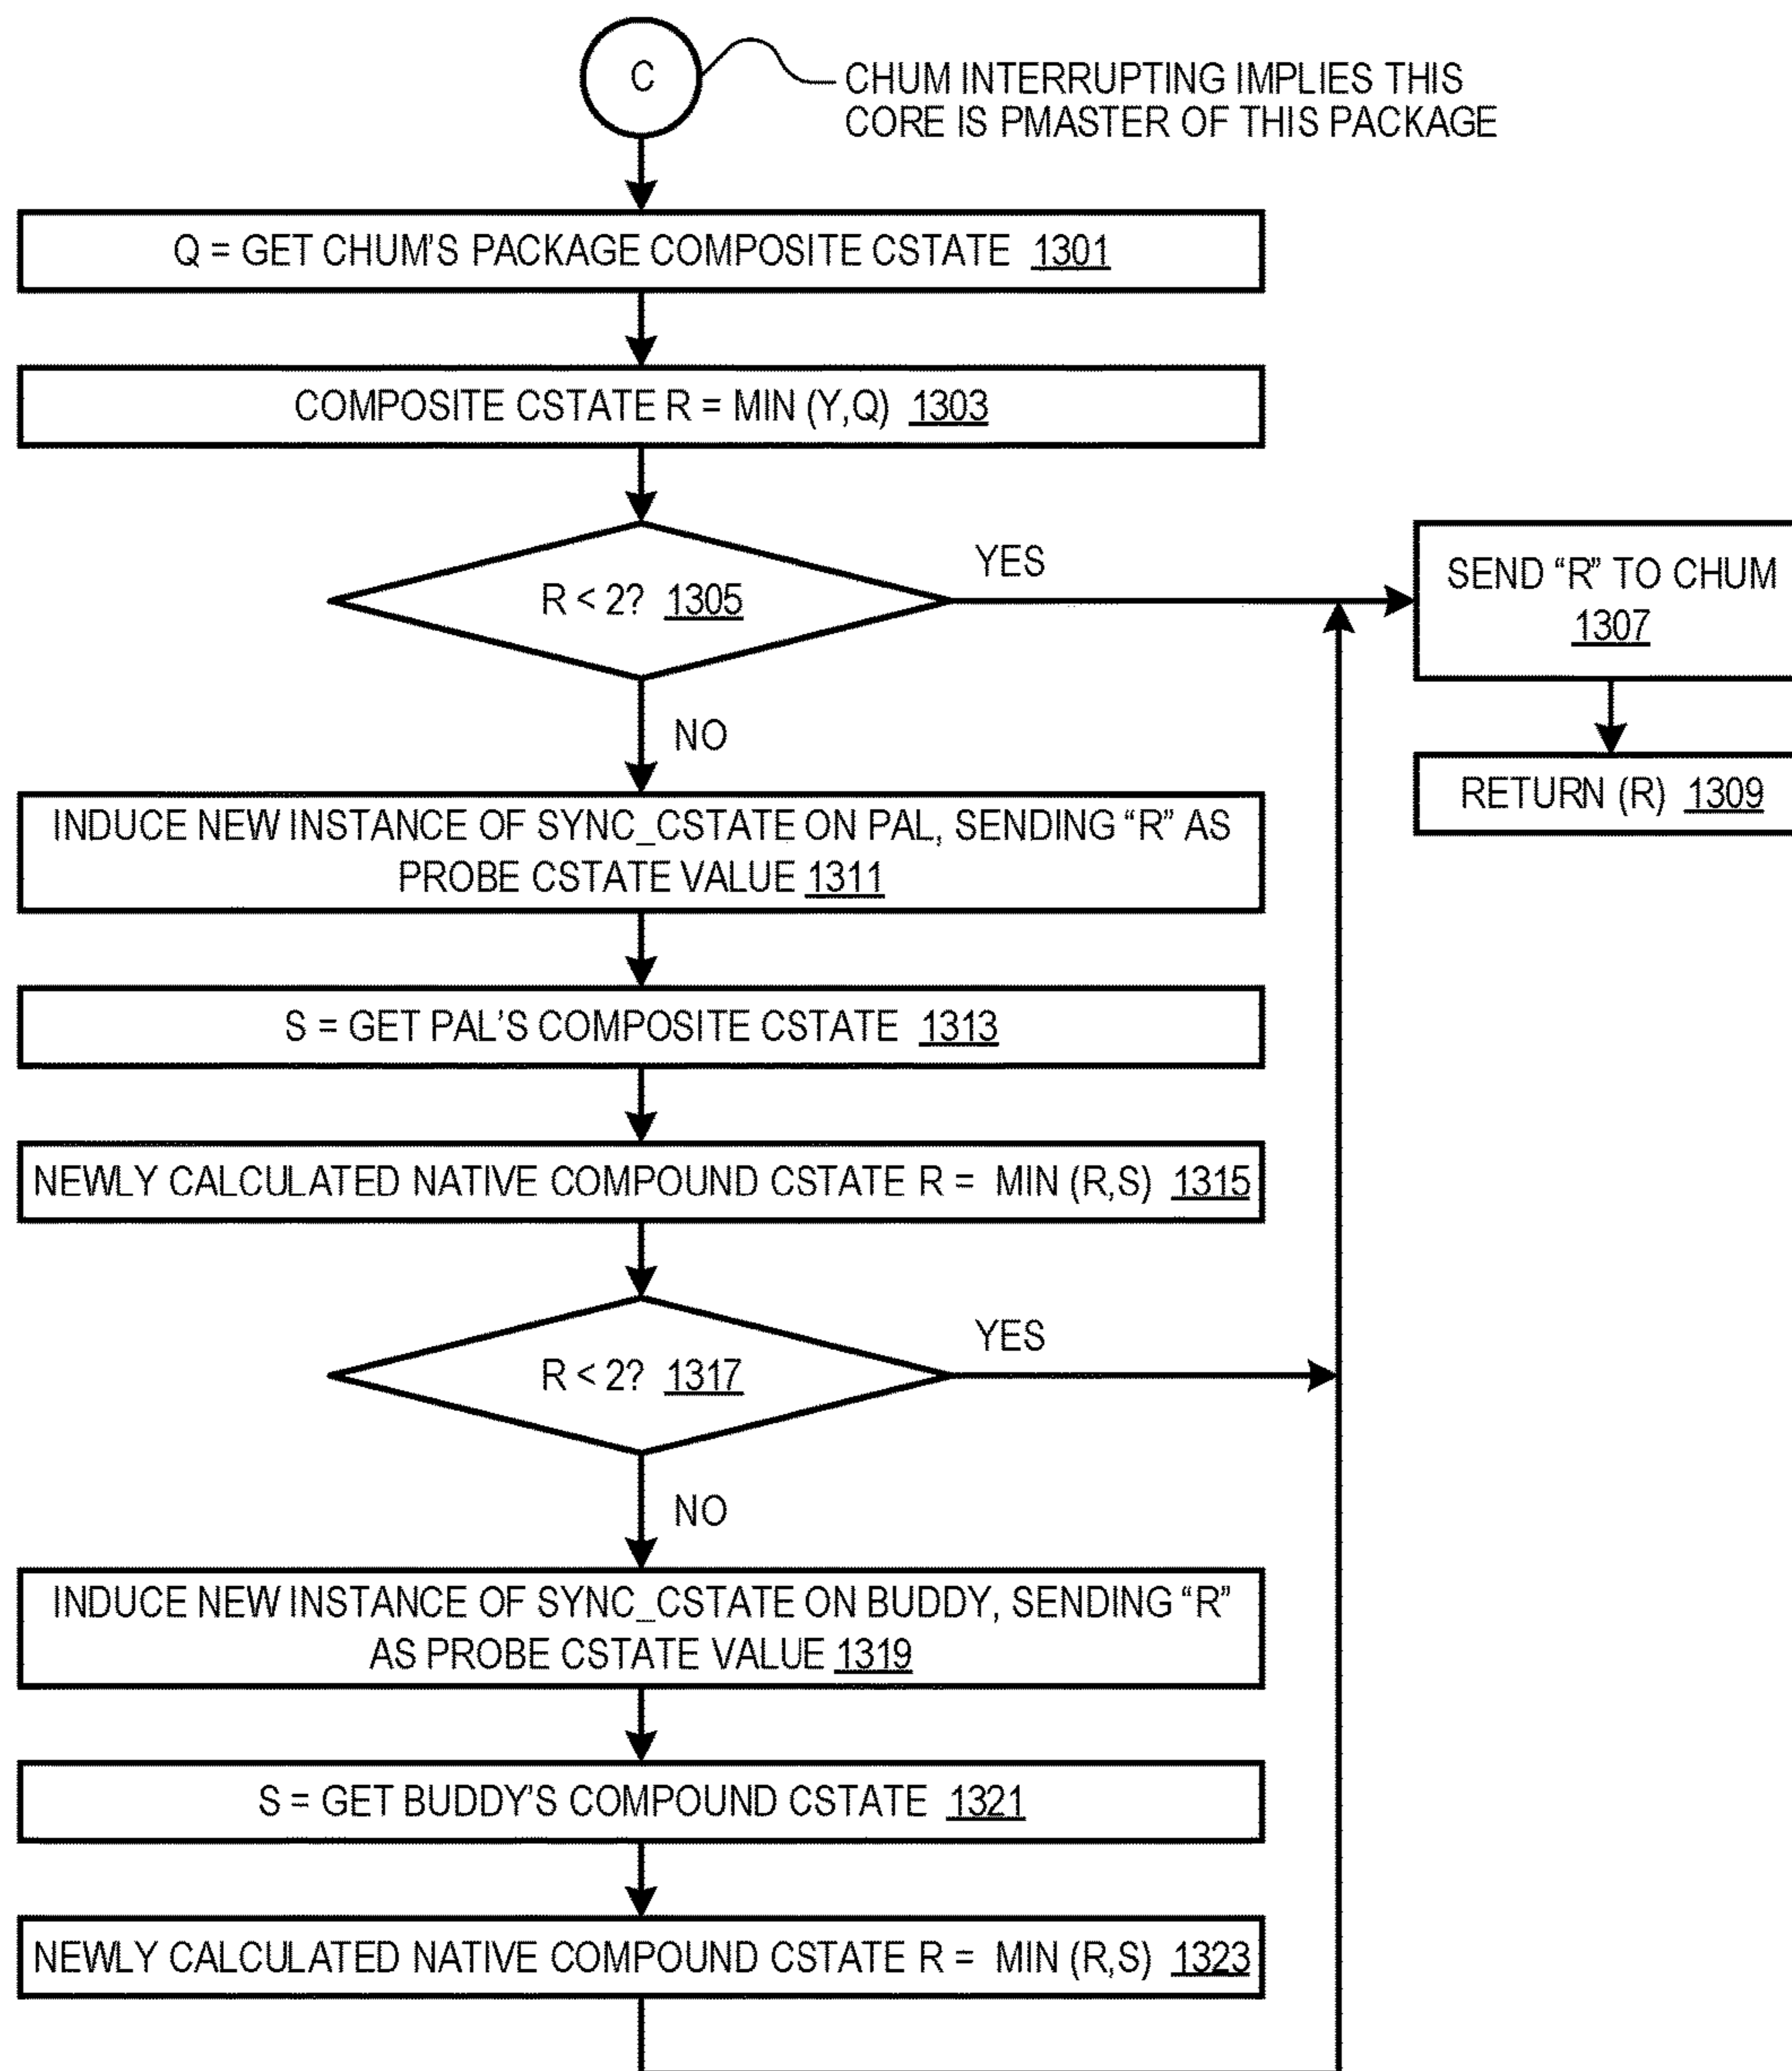 C
CHUM INTERRUPTING IMPLIES THIS
CORE IS PMASTER OF THIS PACKAGE
Q = GET CHUM'S PACKAGE COMPOSITE CSTATE 1301
COMPOSITE CSTATE R = MIN (Y,Q) 1303
R < 2? 1305
YES
SEND “R” TO CHUM
1307
RETURN (R) 1309
NO
INDUCE NEW INSTANCE OF SYNC_CSTATE ON PAL, SENDING “R” AS
PROBE CSTATE VALUE 1311
S = GET PAL'S COMPOSITE CSTATE 1313
NEWLY CALCULATED NATIVE COMPOUND CSTATE R = MIN (R,S) 1315
R < 2? 1317
YES
NO
INDUCE NEW INSTANCE OF SYNC_CSTATE ON BUDDY, SENDING “R”
AS PROBE CSTATE VALUE 1319
S = GET BUDDY'S COMPOUND CSTATE 1321
NEWLY CALCULATED NATIVE COMPOUND CSTATE R = MIN (R,S) 1323